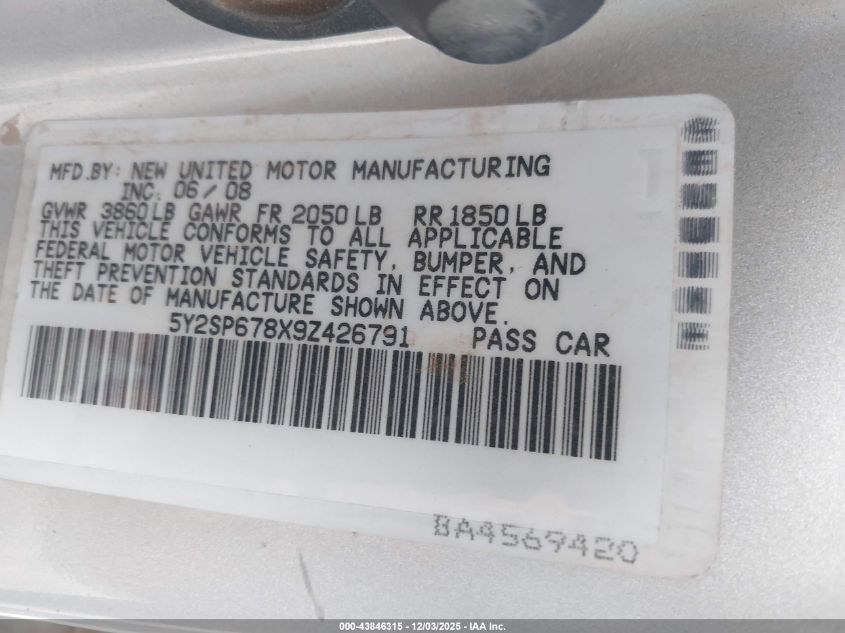 MFD.BY: NEW UNITED MOTOR MANUFACTURING
INC. 06/08
GVWR 3860LB GAWR FR 2050LB RR 1850LB
THIS VEHICLE CONFORMS TO ALL APPLICABLE
FEDERAL MOTOR VEHICLE SAFETY, BUMPER, AND
THEFT PREVENTION STANDARDS IN EFFECT ON
THE DATE OF MANUFACTURE SHOWN ABOVE.
5Y2SP678X9Z426791 PASS CAR
BA4569420
000-43846315 - 12/03/2025 - IAA Inc.